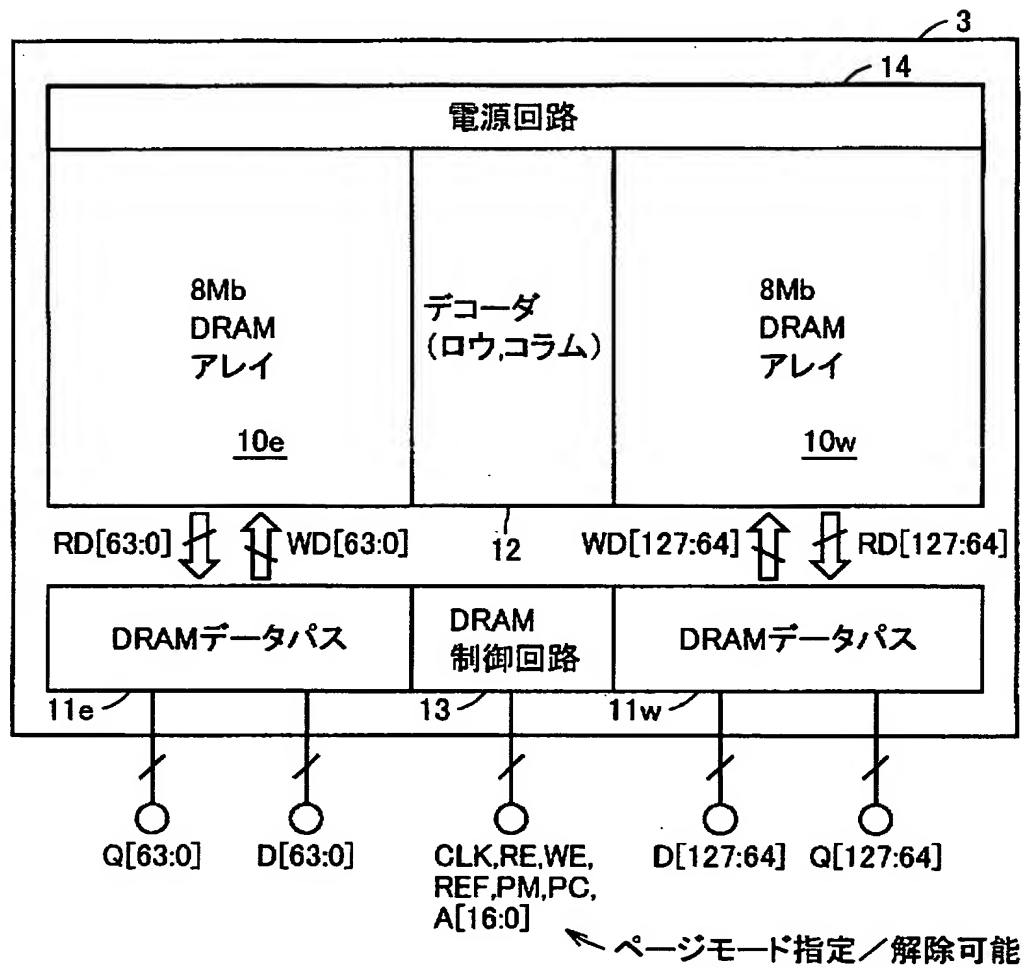 3
14
電源回路
8Mb
DRAM
アレイ
10e
デコーダ
(ロウ,コラム)
8Mb
DRAM
アレイ
10w
RD[63:0]
WD[63:0]
12
WD[127:64]
RD[127:64]
DRAMデータパス
DRAM
制御回路
DRAMデータパス
11e
13
11w
Q[63:0]
D[63:0]
CLK,RE,WE,
REF,PM,PC,
A[16:0]
D[127:64]
Q[127:64]
ページモード指定/解除可能